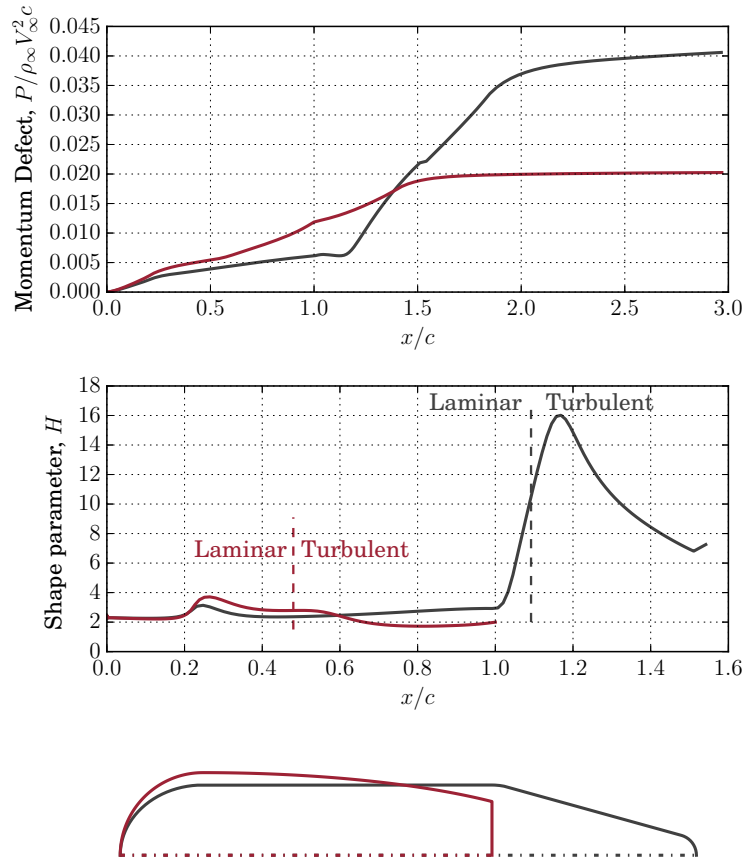 Momentum Defect, P/ρ∞V∞²c
0.045
0.040
0.035
0.030
0.025
0.020
0.015
0.010
0.005
0.000
0.0 0.5 1.0 1.5 2.0 2.5 3.0
x/c
Shape parameter, H
18
16
14
12
10
8
6
4
2
0
Laminar Turbulent
Laminar Turbulent
0.0 0.2 0.4 0.6 0.8 1.0 1.2 1.4 1.6
x/c